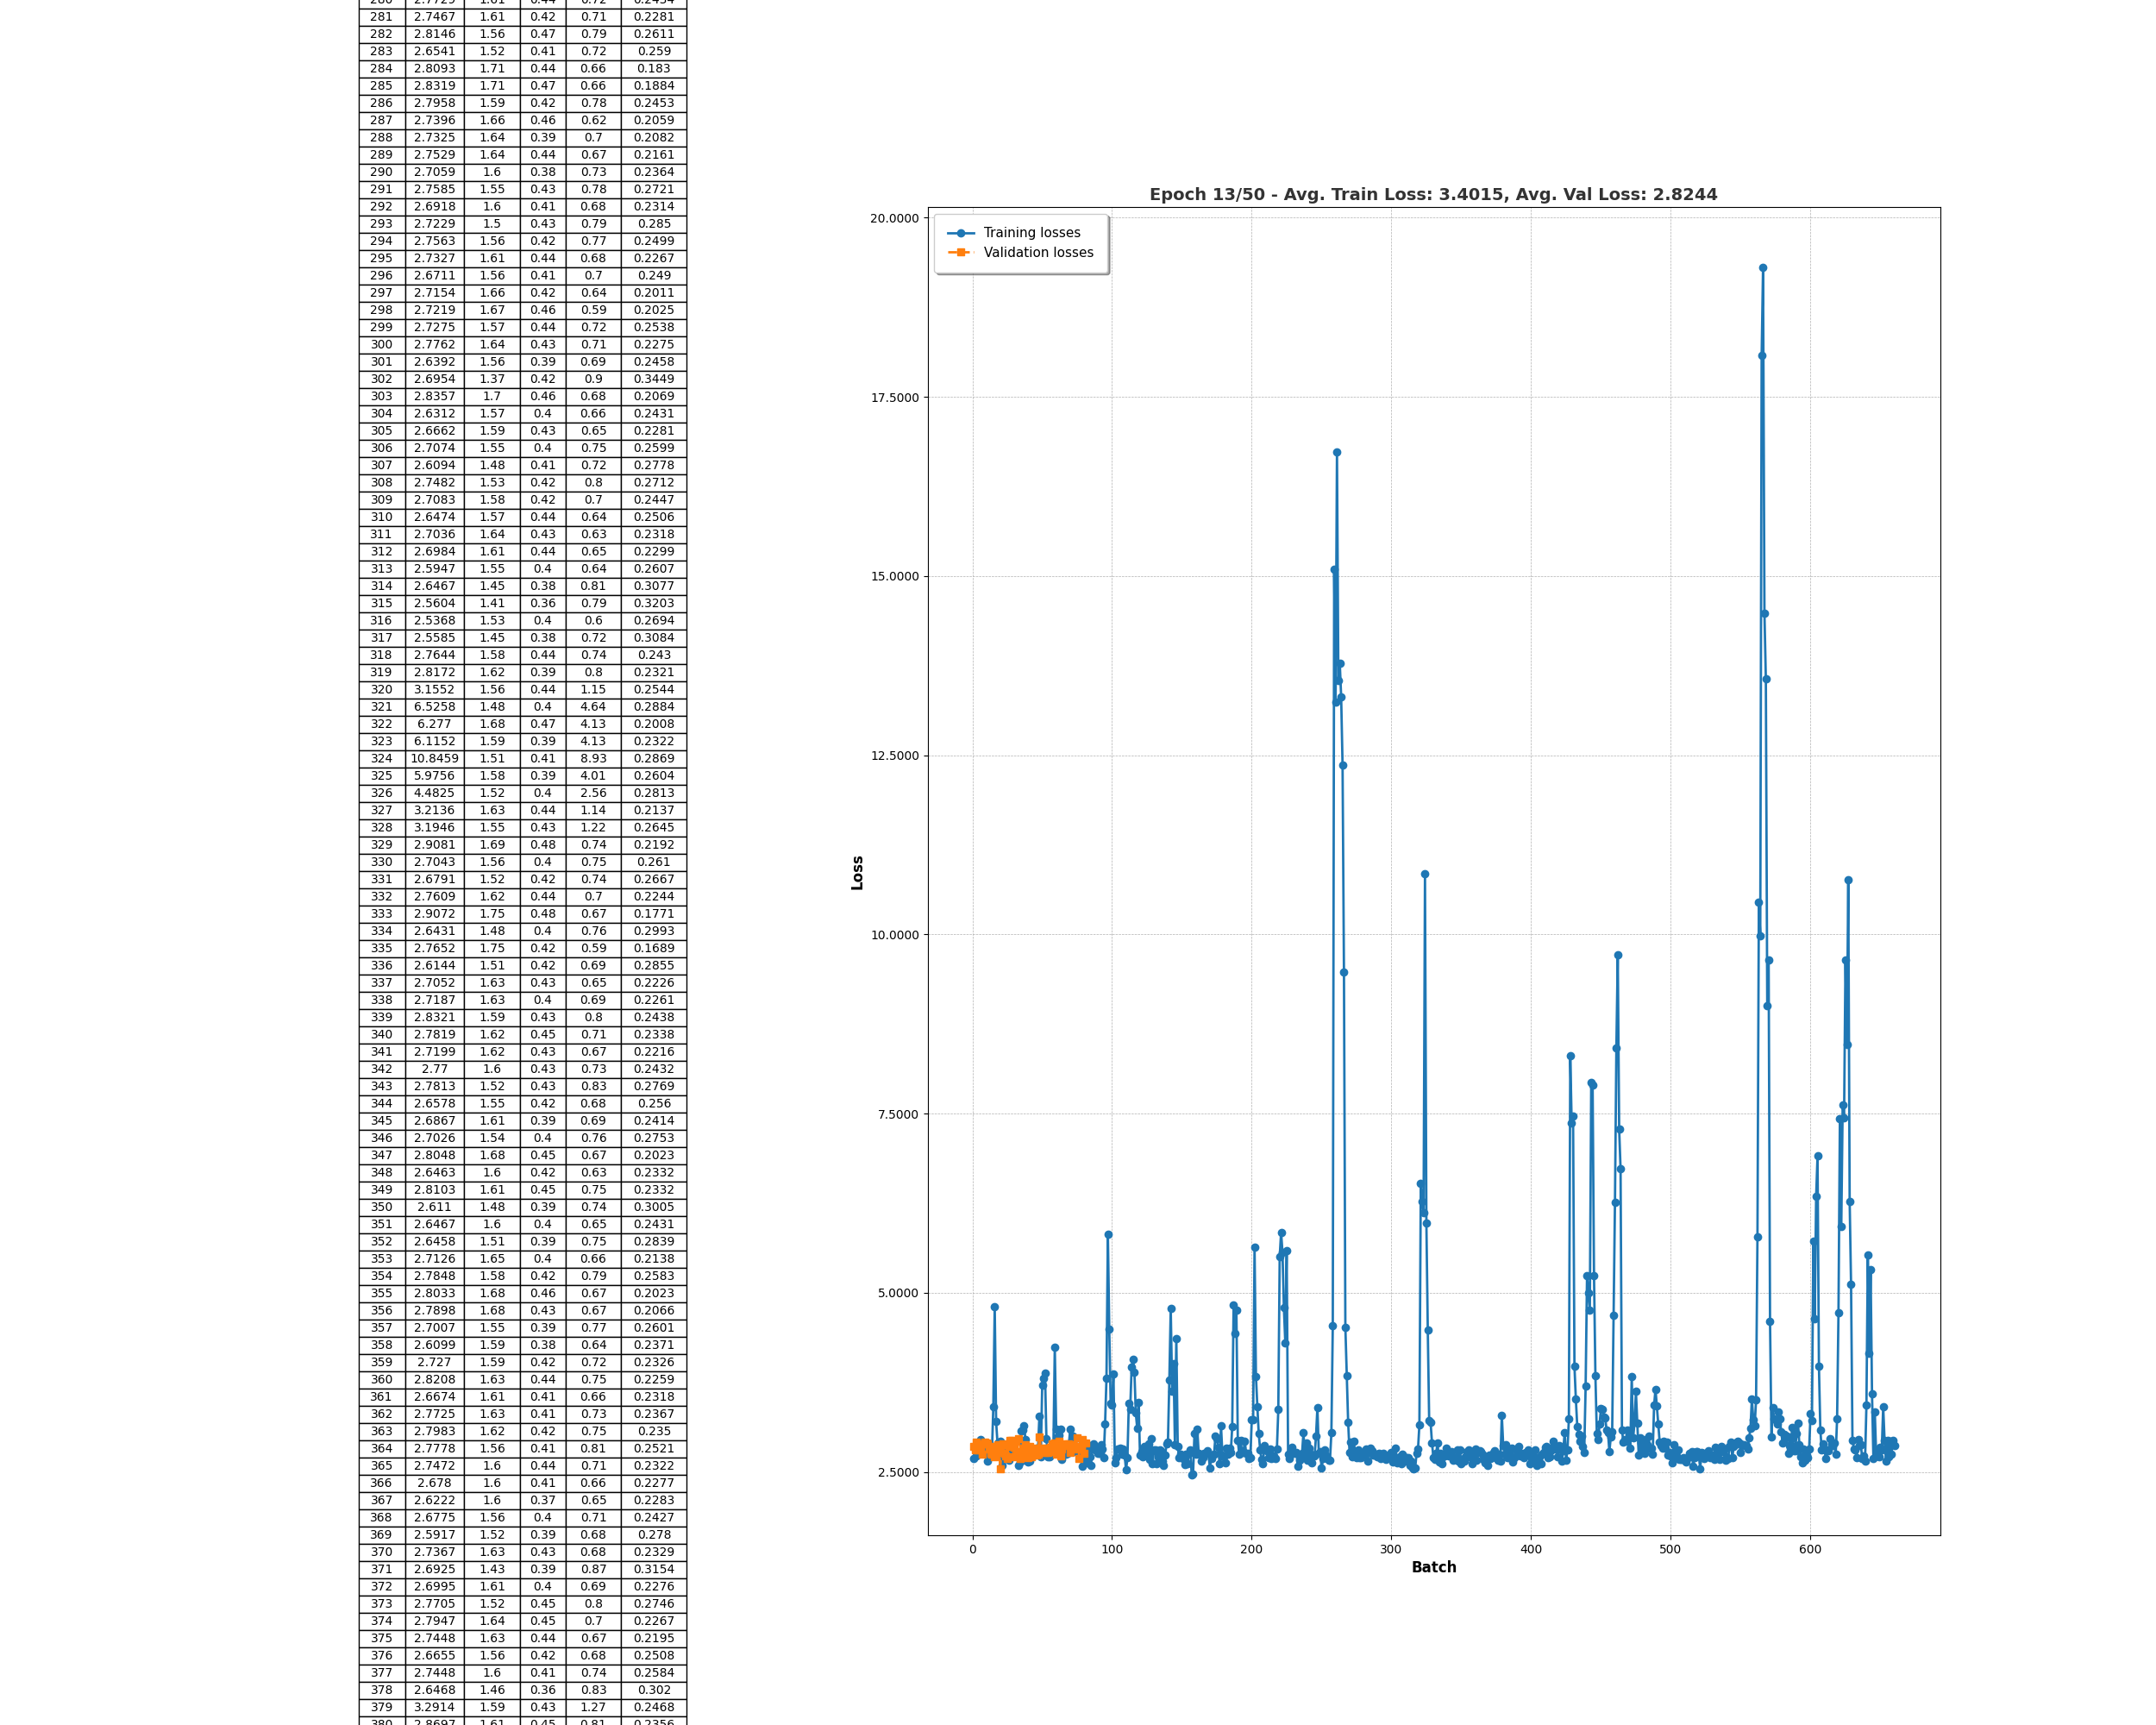 281 2.7467 1.61 0.42 0.71 0.2281
282 2.8146 1.56 0.47 0.79 0.2611
283 2.6541 1.52 0.41 0.72 0.259
284 2.8093 1.71 0.44 0.66 0.183
285 2.8319 1.71 0.47 0.66 0.1884
286 2.7958 1.59 0.42 0.78 0.2453
287 2.7396 1.66 0.46 0.62 0.2059
288 2.7325 1.64 0.39 0.7 0.2082
289 2.7529 1.64 0.44 0.67 0.2161
290 2.7059 1.6 0.38 0.73 0.2364
291 2.7585 1.55 0.43 0.78 0.2721
292 2.6918 1.6 0.41 0.68 0.2314
293 2.7229 1.5 0.43 0.79 0.285
294 2.7563 1.56 0.42 0.77 0.2499
295 2.7327 1.61 0.44 0.68 0.2267
296 2.6711 1.56 0.41 0.7 0.249
297 2.7154 1.66 0.42 0.64 0.2011
298 2.7219 1.67 0.46 0.59 0.2025
299 2.7275 1.57 0.44 0.72 0.2538
300 2.7762 1.64 0.43 0.71 0.2275
301 2.6392 1.56 0.39 0.69 0.2458
302 2.6954 1.37 0.42 0.9 0.3449
303 2.8357 1.7 0.46 0.68 0.2069
304 2.6312 1.57 0.4 0.66 0.2431
305 2.6662 1.59 0.43 0.65 0.2281
306 2.7074 1.55 0.4 0.75 0.2599
307 2.6094 1.48 0.41 0.72 0.2778
308 2.7482 1.53 0.42 0.8 0.2712
309 2.7083 1.58 0.42 0.7 0.2447
310 2.6474 1.57 0.44 0.64 0.2506
311 2.7036 1.64 0.43 0.63 0.2318
312 2.6984 1.61 0.44 0.65 0.2299
313 2.5947 1.55 0.4 0.64 0.2607
314 2.6467 1.45 0.38 0.81 0.3077
315 2.5604 1.41 0.36 0.79 0.3203
316 2.5368 1.53 0.4 0.6 0.2694
317 2.5585 1.45 0.38 0.72 0.3084
318 2.7644 1.58 0.44 0.74 0.243
319 2.8172 1.62 0.39 0.8 0.2321
320 3.1552 1.56 0.44 1.15 0.2544
321 6.5258 1.48 0.4 4.64 0.2884
322 6.277 1.68 0.47 4.13 0.2008
323 6.1152 1.59 0.39 4.13 0.2322
324 10.8459 1.51 0.41 8.93 0.2869
325 5.9756 1.58 0.39 4.01 0.2604
326 4.4825 1.52 0.4 2.56 0.2813
327 3.2136 1.63 0.44 1.14 0.2137
328 3.1946 1.55 0.43 1.22 0.2645
329 2.9081 1.69 0.48 0.74 0.2192
330 2.7043 1.56 0.4 0.75 0.261
331 2.6791 1.52 0.42 0.74 0.2667
332 2.7609 1.62 0.44 0.7 0.2244
333 2.9072 1.75 0.48 0.67 0.1771
334 2.6431 1.48 0.4 0.76 0.2993
335 2.7652 1.75 0.42 0.59 0.1689
336 2.6144 1.51 0.42 0.69 0.2855
337 2.7052 1.63 0.43 0.65 0.2226
338 2.7187 1.63 0.4 0.69 0.2261
339 2.8321 1.59 0.43 0.8 0.2438
340 2.7819 1.62 0.45 0.71 0.2338
341 2.7199 1.62 0.43 0.67 0.2216
342 2.77 1.6 0.43 0.73 0.2432
343 2.7813 1.52 0.43 0.83 0.2769
344 2.6578 1.55 0.42 0.68 0.256
345 2.6867 1.61 0.39 0.69 0.2414
346 2.7026 1.54 0.4 0.76 0.2753
347 2.8048 1.68 0.45 0.67 0.2023
348 2.6463 1.6 0.42 0.63 0.2332
349 2.8103 1.61 0.45 0.75 0.2332
350 2.611 1.48 0.39 0.74 0.3005
351 2.6467 1.6 0.4 0.65 0.2431
352 2.6458 1.51 0.39 0.75 0.2839
353 2.7126 1.65 0.4 0.66 0.2138
354 2.7848 1.58 0.42 0.79 0.2583
355 2.8033 1.68 0.46 0.67 0.2023
356 2.7898 1.68 0.43 0.67 0.2066
357 2.7007 1.55 0.39 0.77 0.2601
358 2.6099 1.59 0.38 0.64 0.2371
359 2.727 1.59 0.42 0.72 0.2326
360 2.8208 1.63 0.44 0.75 0.2259
361 2.6674 1.61 0.41 0.66 0.2318
362 2.7725 1.63 0.41 0.73 0.2367
363 2.7983 1.62 0.42 0.75 0.235
364 2.7778 1.56 0.41 0.81 0.2521
365 2.7472 1.6 0.44 0.71 0.2322
366 2.678 1.6 0.41 0.66 0.2277
367 2.6222 1.6 0.37 0.65 0.2283
368 2.6775 1.56 0.4 0.71 0.2427
369 2.5917 1.52 0.39 0.68 0.278
370 2.7367 1.63 0.43 0.68 0.2329
371 2.6925 1.43 0.39 0.87 0.3154
372 2.6995 1.61 0.4 0.69 0.2276
373 2.7705 1.52 0.45 0.8 0.2746
374 2.7947 1.64 0.45 0.7 0.2267
375 2.7448 1.63 0.44 0.67 0.2195
376 2.6655 1.56 0.42 0.68 0.2508
377 2.7448 1.6 0.41 0.74 0.2584
378 2.6468 1.46 0.36 0.83 0.302
379 3.2914 1.59 0.43 1.27 0.2468
380 2.8697 1.61 0.45 0.81 0.2356
Epoch 13/50 - Avg. Train Loss: 3.4015, Avg. Val Loss: 2.8244
Training losses
Validation losses
20.0000
17.5000
15.0000
12.5000
10.0000
7.5000
5.0000
2.5000
Loss
0 100 200 300 400 500 600
Batch